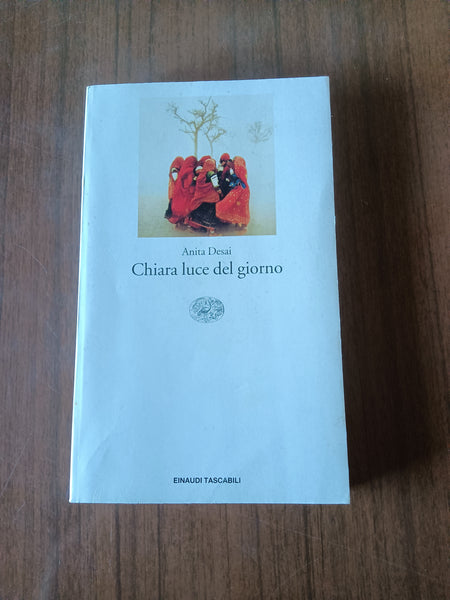 Anita Desai
Chiara luce del giorno
EINAUDI TASCABILI